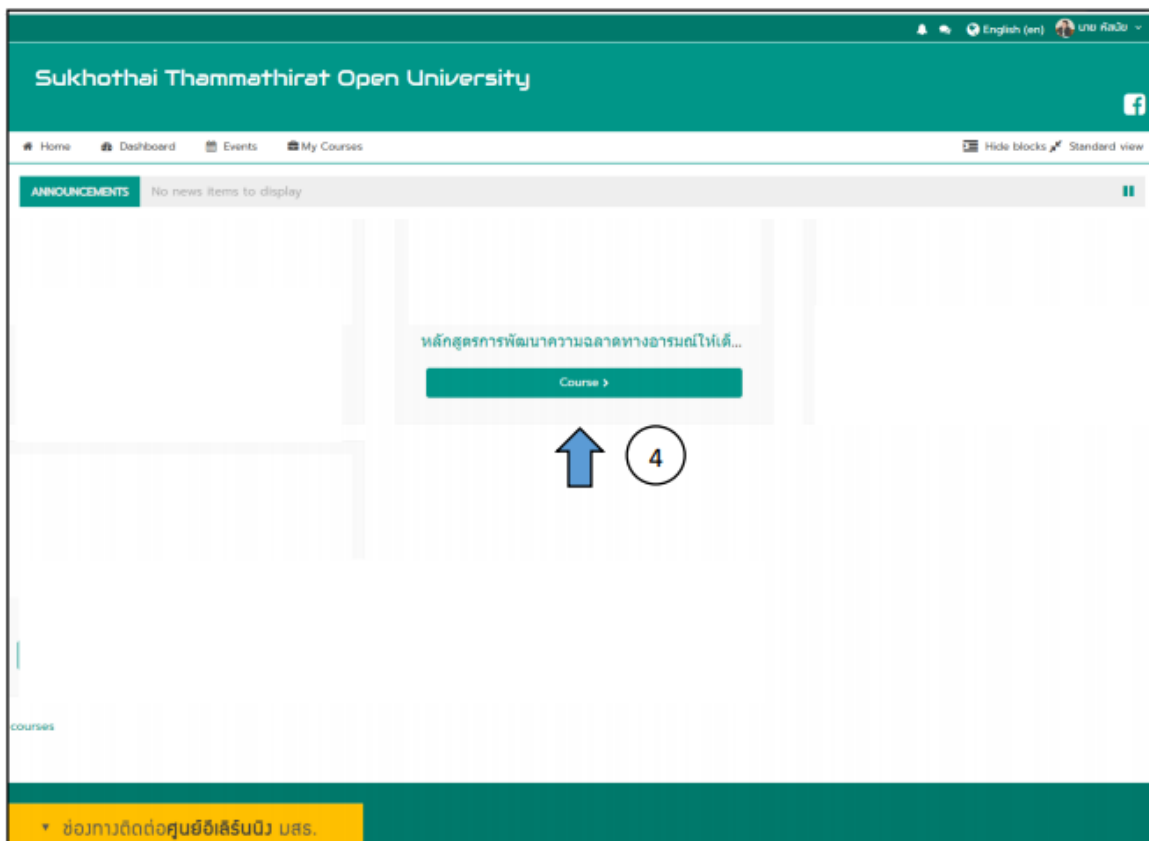 English (en) นาย ศัลนัย
Sukhothai Thammathirat Open University
Home Dashboard Events My Courses Hide blocks Standard view
ANNOUNCEMENTS No news items to display
หลักสูตรการพัฒนาความฉลาดทางอารมณ์ให้เด็...
Course >
4
courses
ช่องทางติดต่อศูนย์อีเลิร์นนิง มสธ.